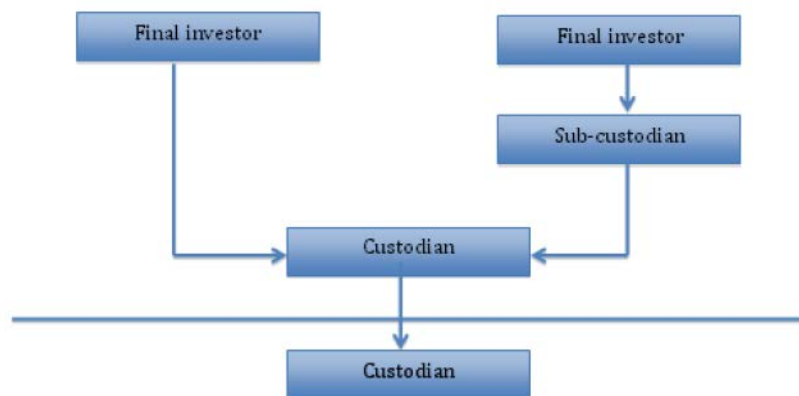 Final investor
Final investor
Sub-custodian
Custodian
Custodian